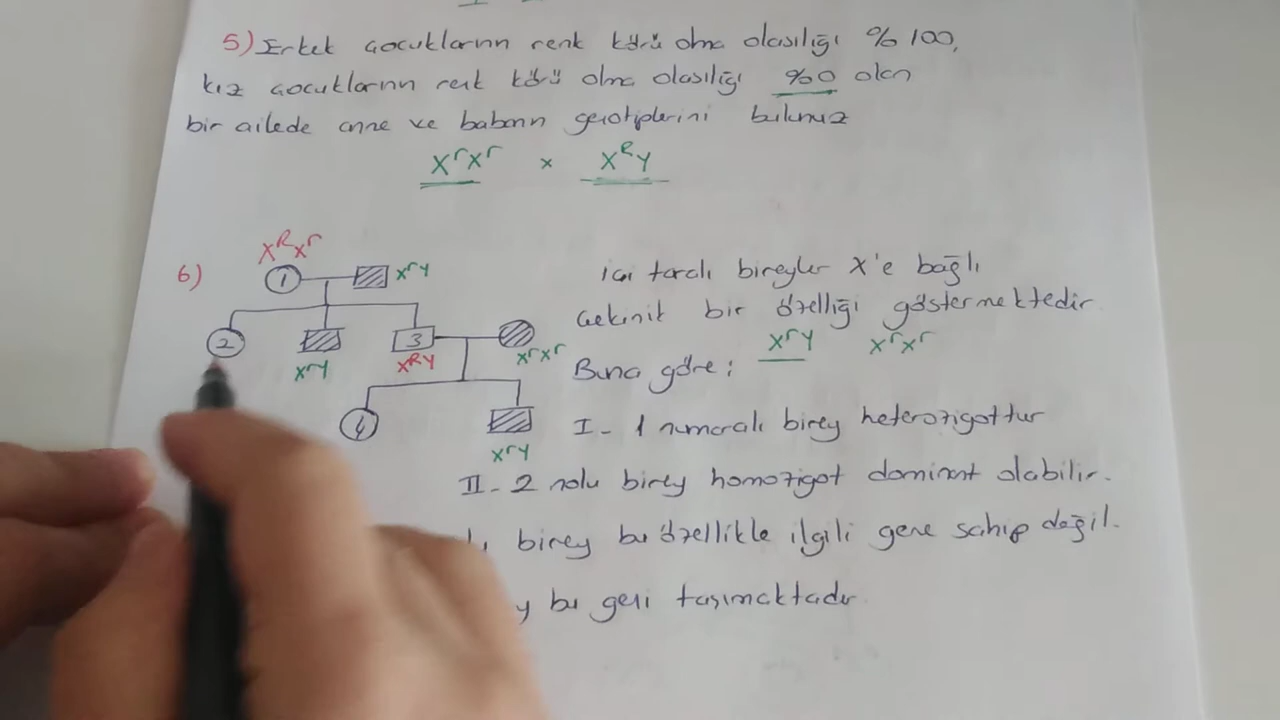 5) Erkek çocuklarının renk körü olma olasılığı %100,
kız çocuklarının renk körü olma olasılığı %0 olan
bir ailede anne ve babanın genotiplerini bulunuz
XʳXʳ × XᴿY
6)
XᴿXʳ
1 XʳY
2 XʳY 3 XᴿY XʳXʳ
4 XʳY
içi taralı bireyler X'e bağlı
çekinik bir özelliği göstermektedir.
XʳY XʳXʳ
Buna göre;
I- 1 numaralı birey heterozigottur
II- 2 nolu birey homozigot dominant olabilir.
birey bu özellikle ilgili gene sahip değil.
bu geni taşımaktadır.